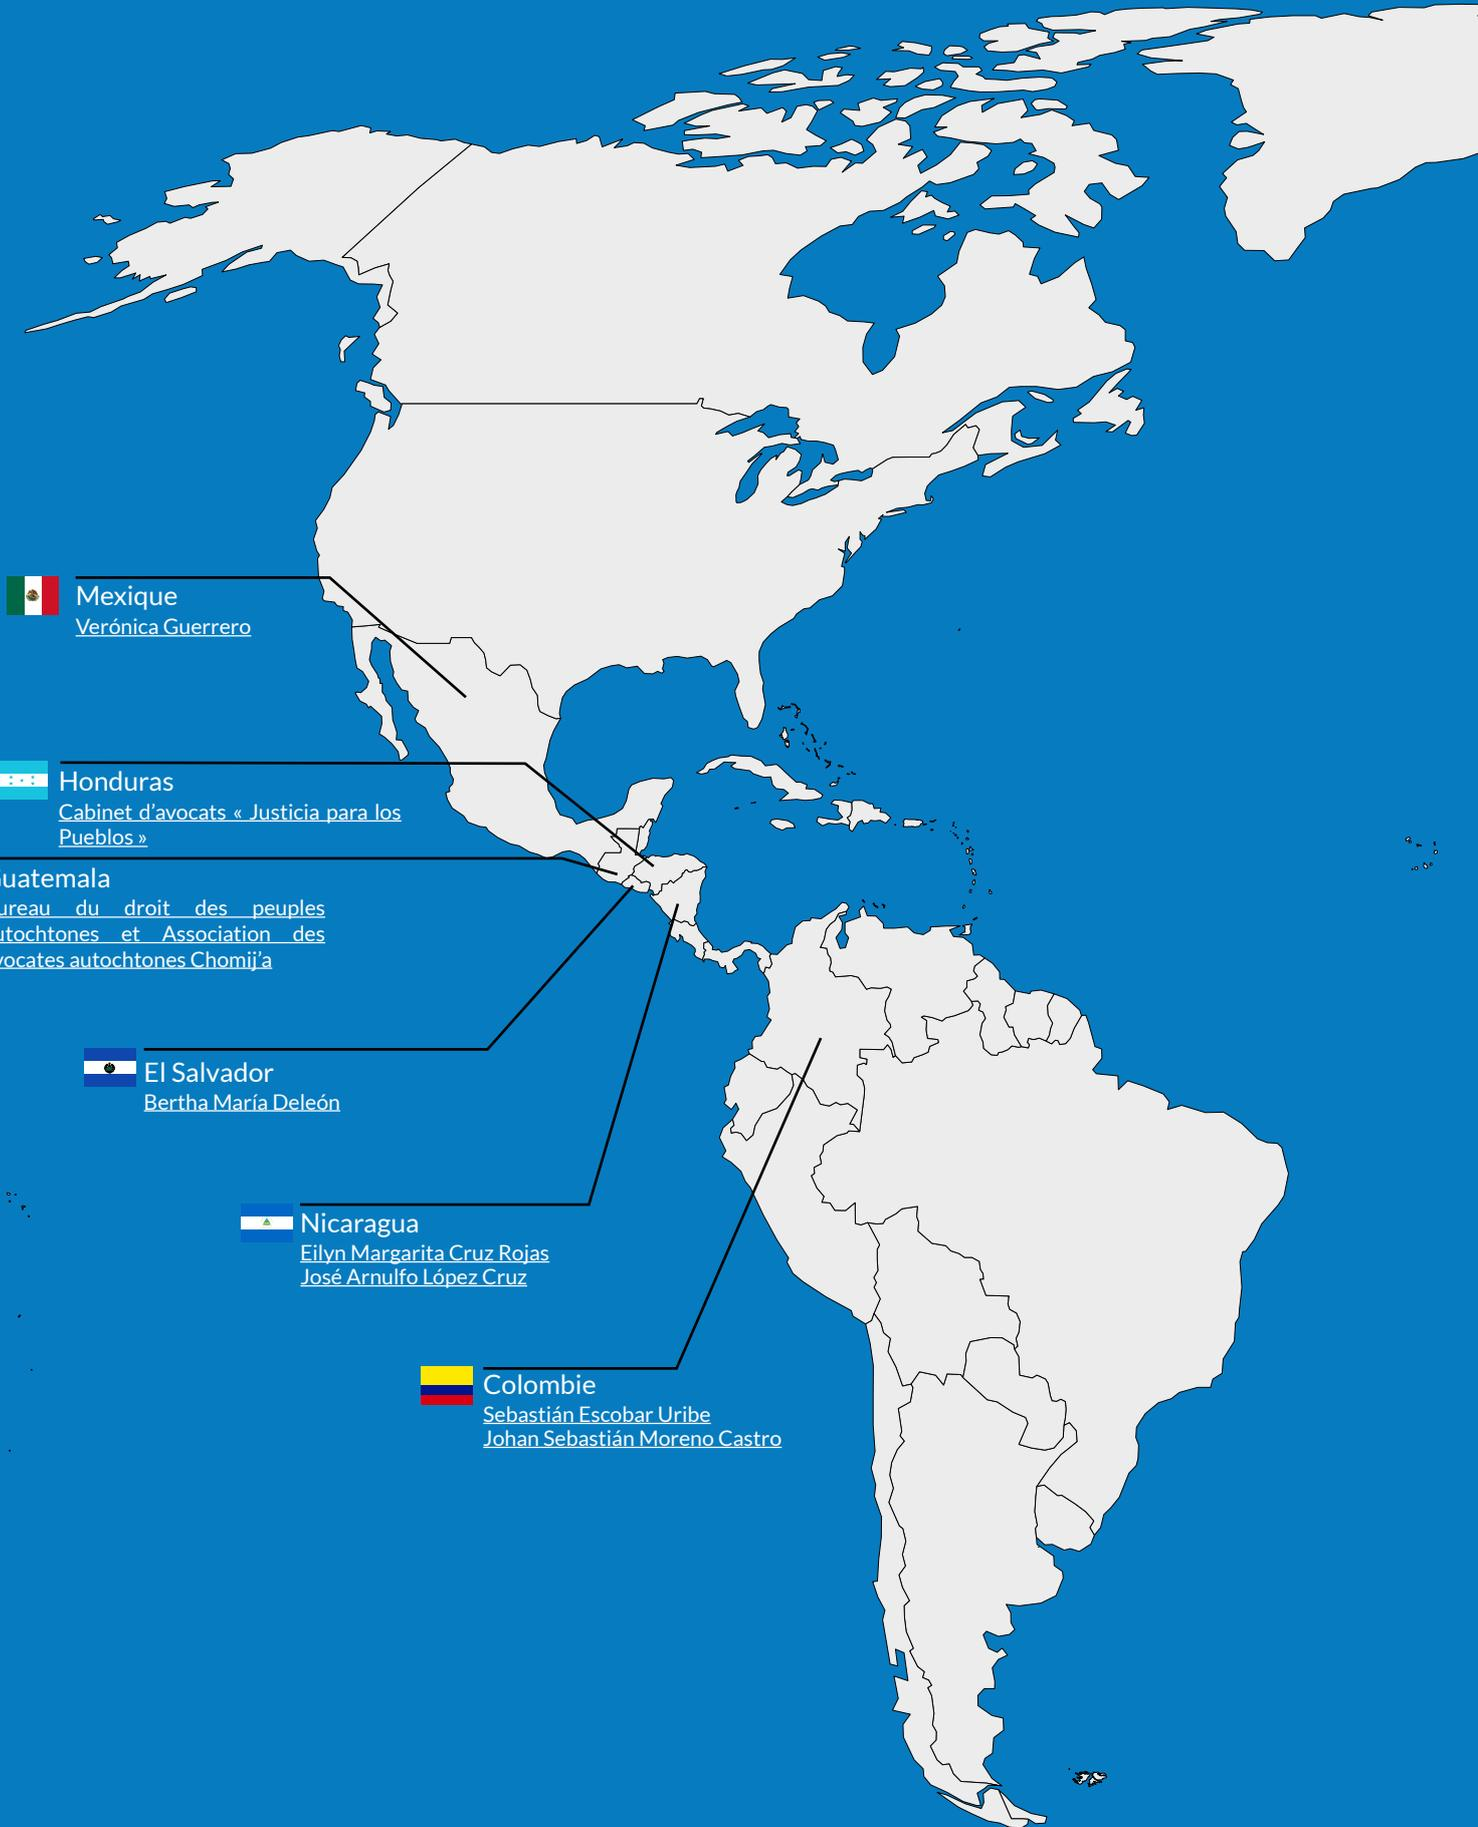 Mexique
Verónica Guerrero
Honduras
Cabinet d’avocats « Justicia para los
Pueblos »
uatemala
ureau du droit des peuples
utochtones et Association des
vocates autochtones Chomij’a
El Salvador
Bertha María Deleón
Nicaragua
Eilyn Margarita Cruz Rojas
José Arnulfo López Cruz
Colombie
Sebastián Escobar Uribe
Johan Sebastián Moreno Castro